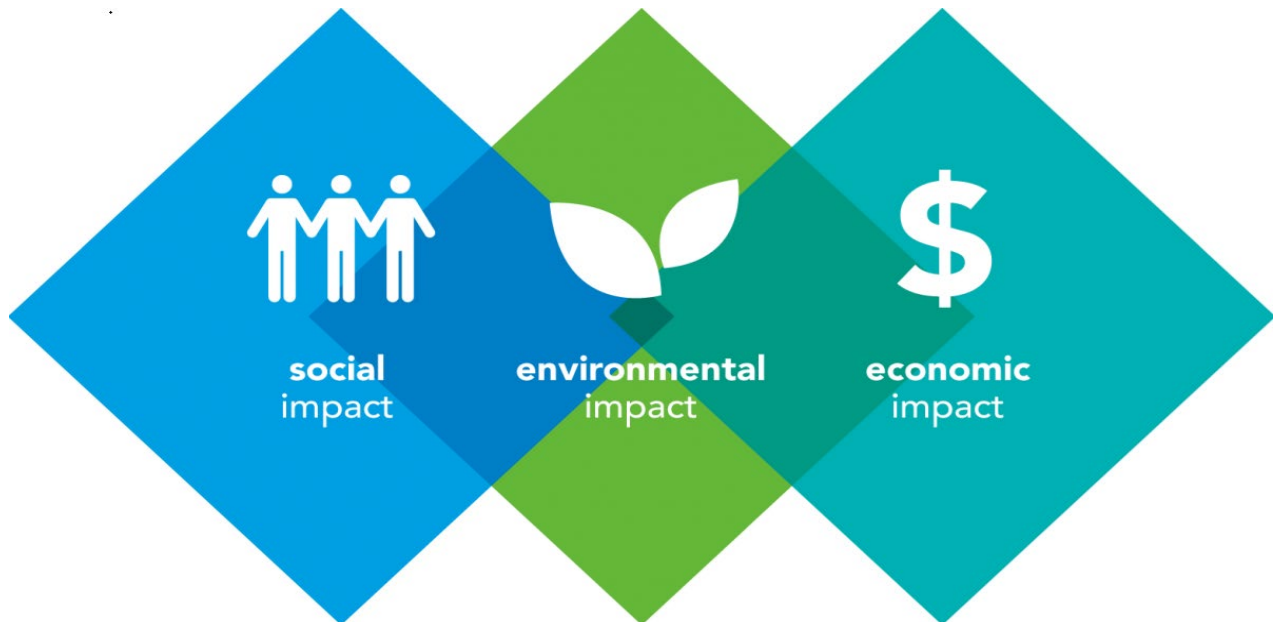 $
social
impact
environmental
impact
economic
impact